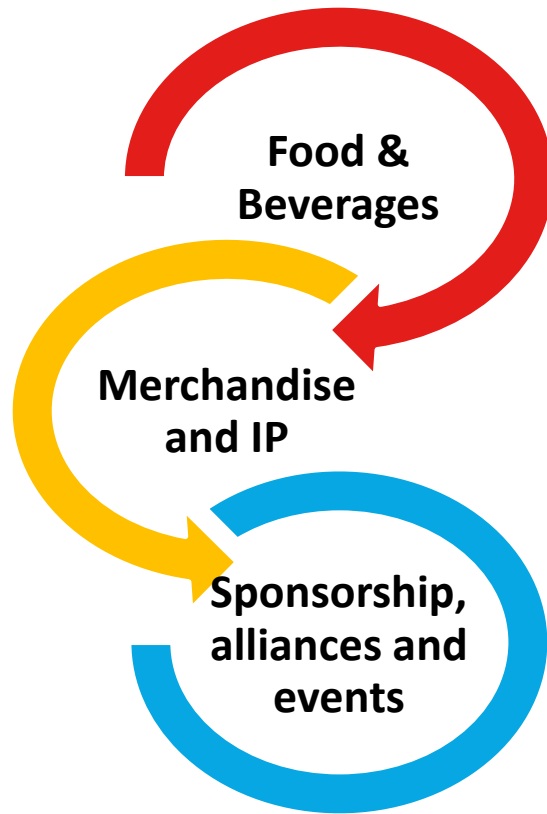 Food &
Beverages
Merchandise
and IP
Sponsorship,
alliances and
events